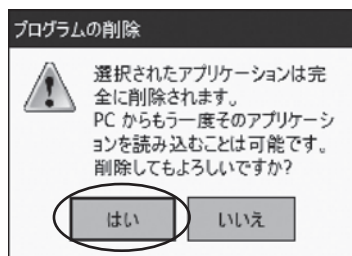 プログラムの削除
選択されたアプリケーションは完
全に削除されます。
PC からもう一度そのアプリケーシ
ョンを読み込むことは可能です。
削除してもよろしいですか?
はい
いいえ